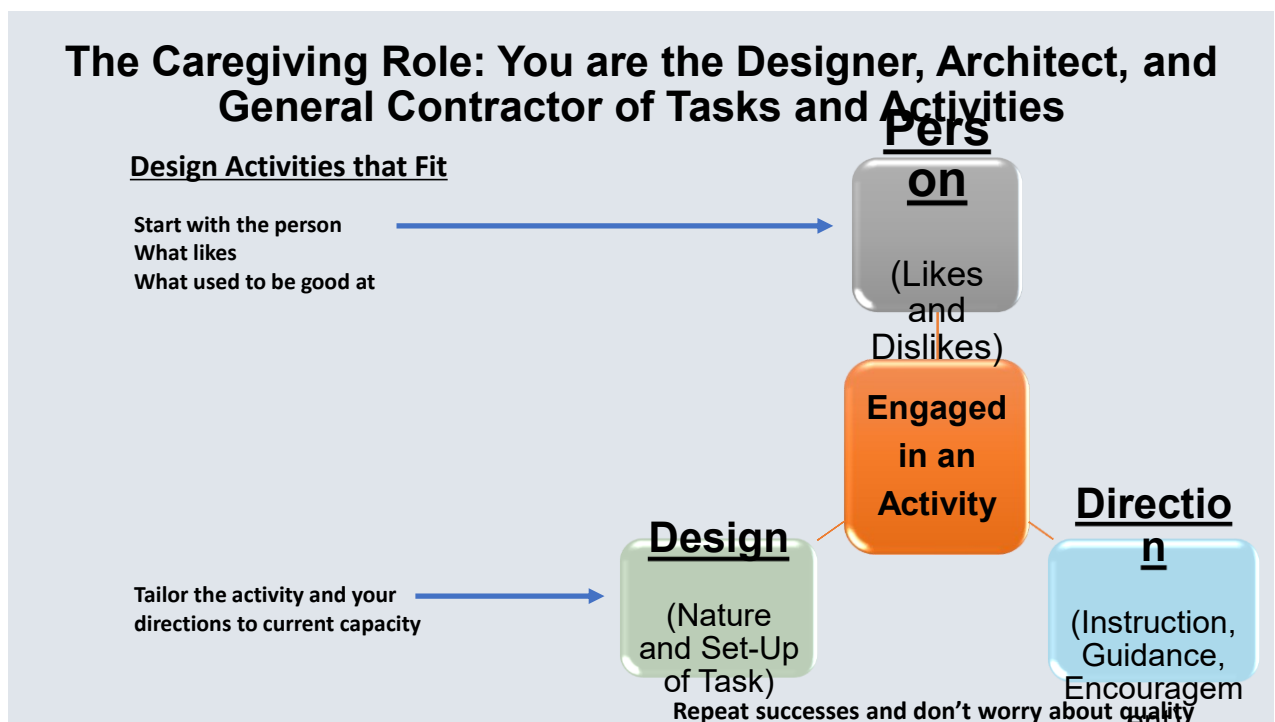 The Caregiving Role: You are the Designer, Architect, and
General Contractor of Tasks and Activities
Design Activities that Fit
Start with the person
What likes
What used to be good at
Pers
on
(Likes
and
Dislikes)
Engaged
in an
Activity
Design
(Nature
and Set-Up
of Task)
Directio
n
(Instruction,
Guidance,
Encouragem
Tailor the activity and your
directions to current capacity
Repeat successes and don’t worry about quality